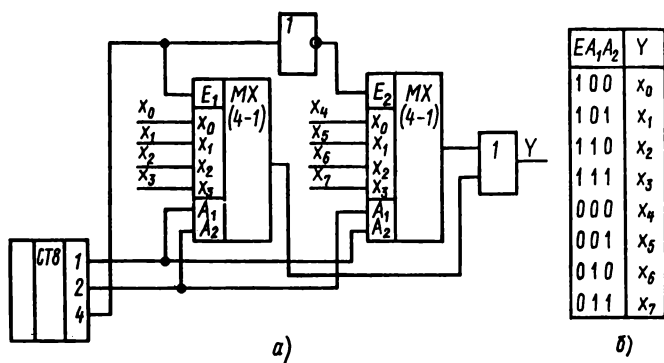 1
E₁ MX
(4-1)
x₀ x₀
x₁ x₁
x₂ x₂
x₃ x₃
A₁
A₂
E₂ MX
(4-1)
x₄ x₀
x₅ x₁
x₆ x₂
x₇ x₃
A₁
A₂
1 Y
СТ8 1
2
4
а)
EA₁A₂ Y
100 x₀
101 x₁
110 x₂
111 x₃
000 x₄
001 x₅
010 x₆
011 x₇
б)